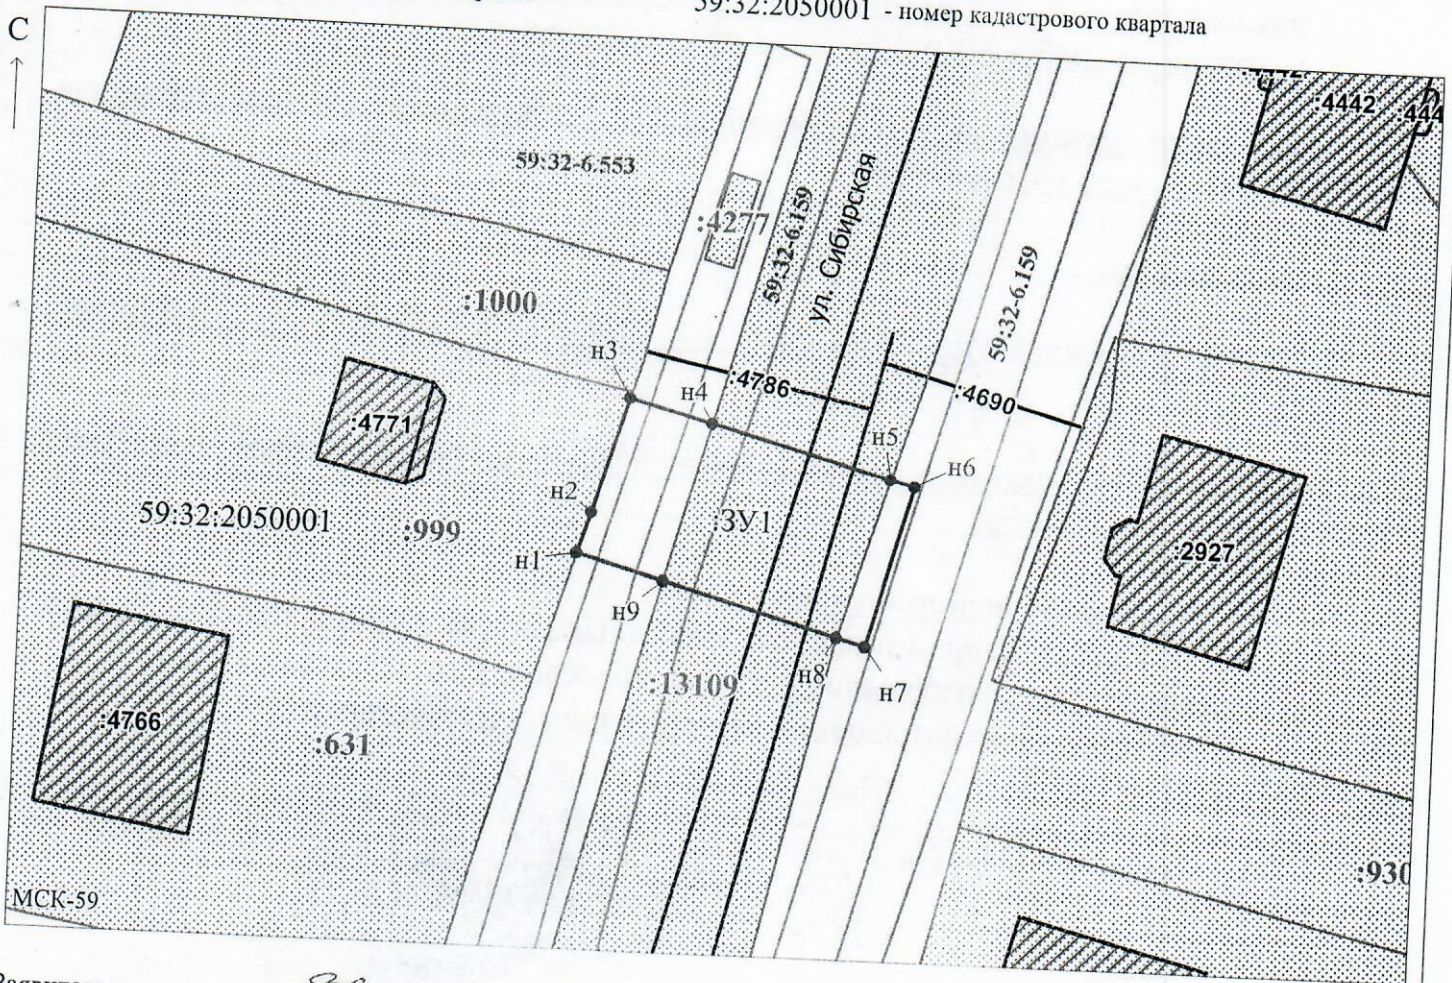 59:32:2050001 - номер кадастрового квартала
С
:4442
:444
59:32-6.553
:4277
59:32-6.159
ул. Сибирская
59:32-6.159
:1000
н3
:4786
н4
:4690
:4771
н5
н6
н2
:ЗУ1
59:32:2050001
:999
н1
:2927
н9
н8
:13109
н7
:4766
:631
:930
МСК-59